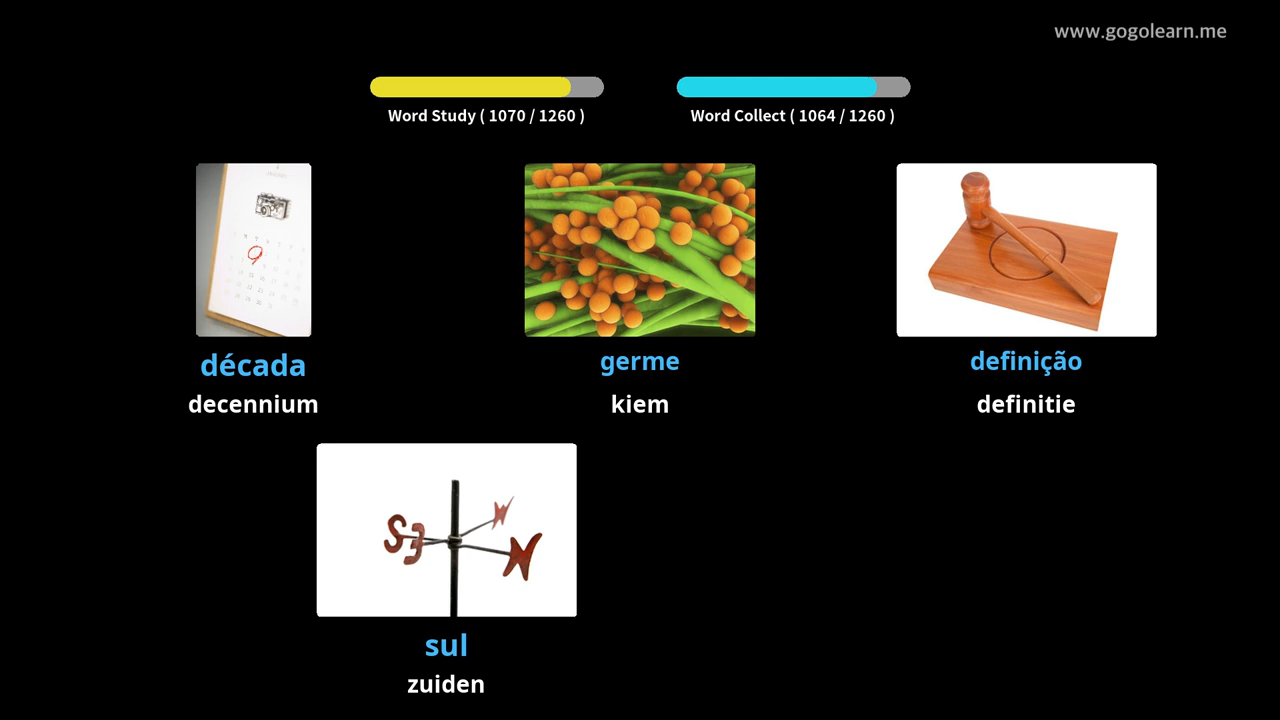 www.gogolearn.me
Word Study ( 1070 / 1260 )
Word Collect ( 1064 / 1260 )
década
decennium
germe
kiem
definição
definitie
S
sul
zuiden